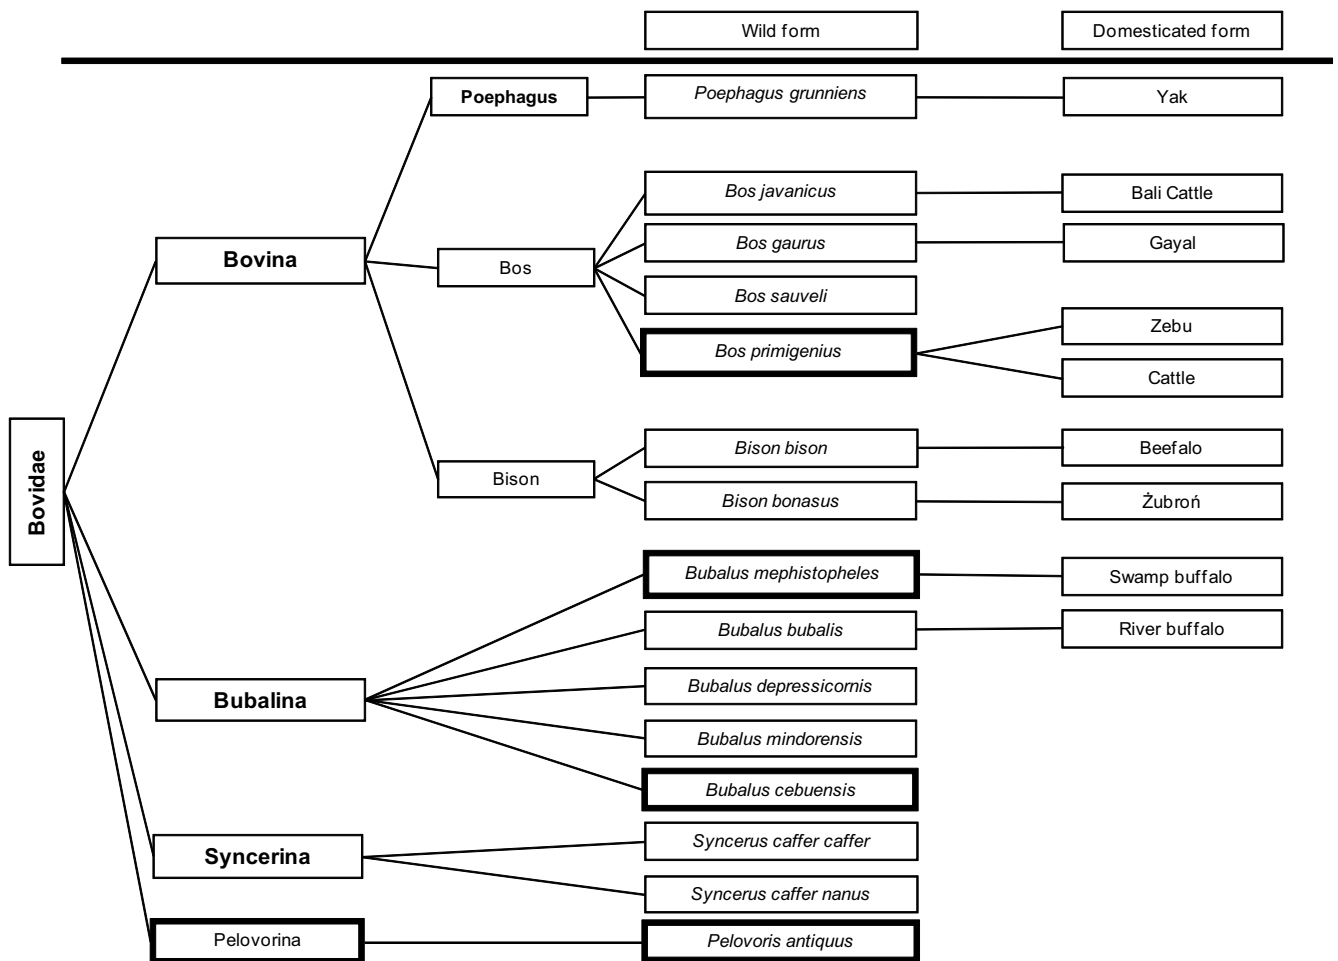 Wild form
Domesticated form
Poephagus
Poephagus grunniens
Yak
Bos javanicus
Bali Cattle
Bovina
Bos
Bos gaurus
Gayal
Bos sauveli
Zebu
Bos primigenius
Cattle
Bovidae
Bison
Bison bison
Beefalo
Bison bonasus
Żubroń
Bubalus mephistopheles
Swamp buffalo
Bubalus bubalis
River buffalo
Bubalina
Bubalus depressicornis
Bubalus mindorensis
Bubalus cebuensis
Syncerina
Syncerus caffer caffer
Syncerus caffer nanus
Pelovorina
Pelovoris antiquus